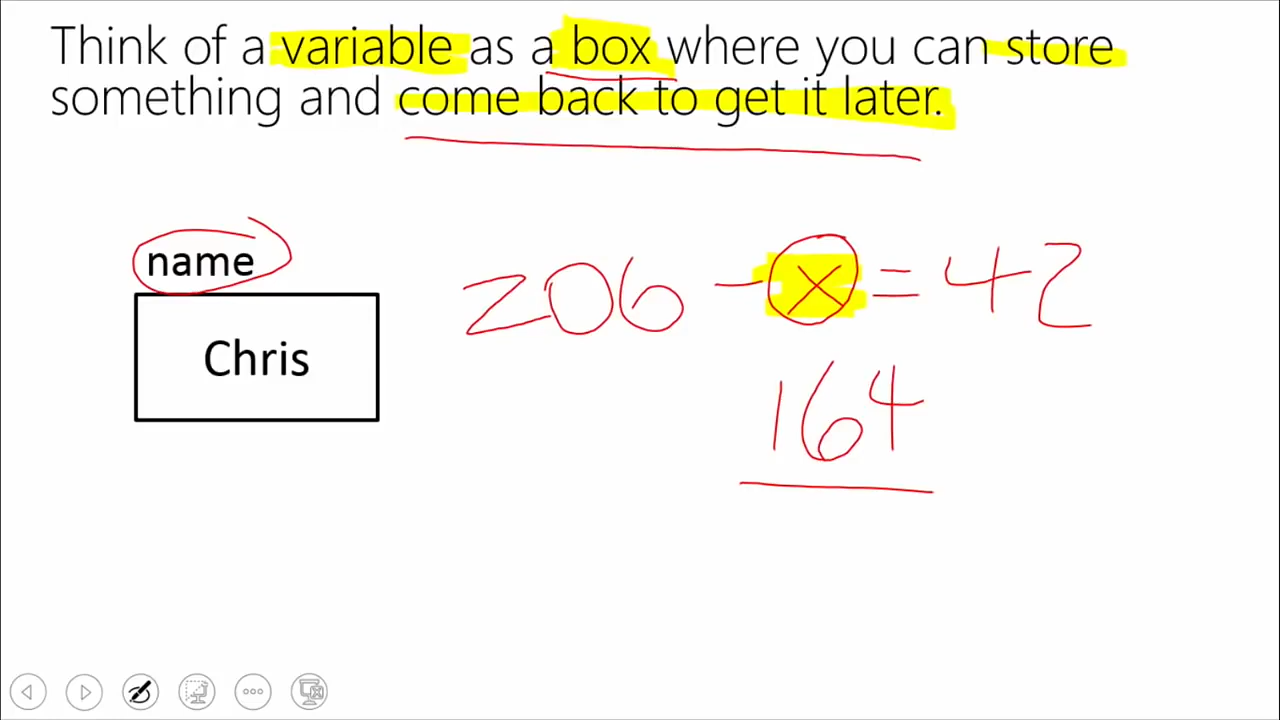 Think of a variable as a box where you can store
something and come back to get it later.
name
206 - x = 42
Chris
164